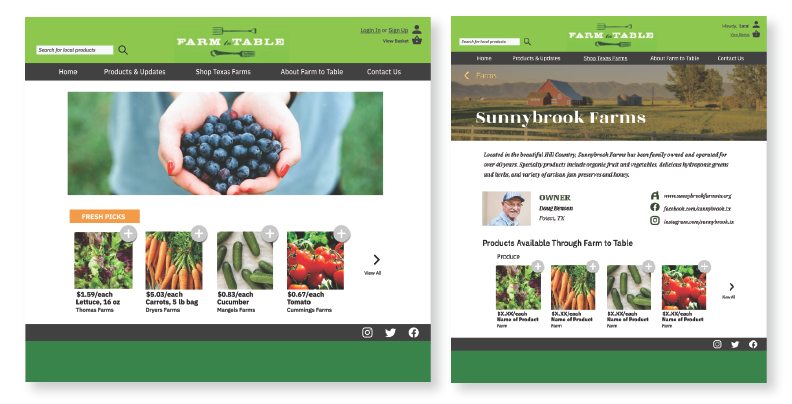 Search for local products
FARM to TABLE
Login In or Sign Up
View Basket
Home
Products & Updates
Shop Texas Farms
About Farm to Table
Contact Us
FRESH PICKS
$1.59/each
Lettuce, 16 oz
Thomas Farms
$5.03/each
Carrots, 5 lb bag
Dryers Farms
$0.83/each
Cucumber
Mangels Farms
$0.67/each
Tomato
Cummings Farms
View All
Search for local products
FARM to TABLE
Howdy, Sam!
View Basket
Home
Products & Updates
Shop Texas Farms
About Farm to Table
Contact Us
Farms
Sunnybrook Farms
Located in the beautiful Hill Country, Sunnybrook Farms has been family owned and operated for
over 40 years. Specialty products include organic fruit and vegetables, delicious hydroponic greens
and herbs, and variety of artisan jam preserves and honey.
OWNER
Doug Benson
Poteet, TX
www.sunnybrookfarmstx.org
facebook.com/sunnybrook.tx
instagram.com/sunnybrook.tx
Products Available Through Farm to Table
Produce
$X.XX/each
Name of Product
Farm
$X.XX/each
Name of Product
Farm
$X.XX/each
Name of Product
Farm
$X.XX/each
Name of Product
Farm
View All